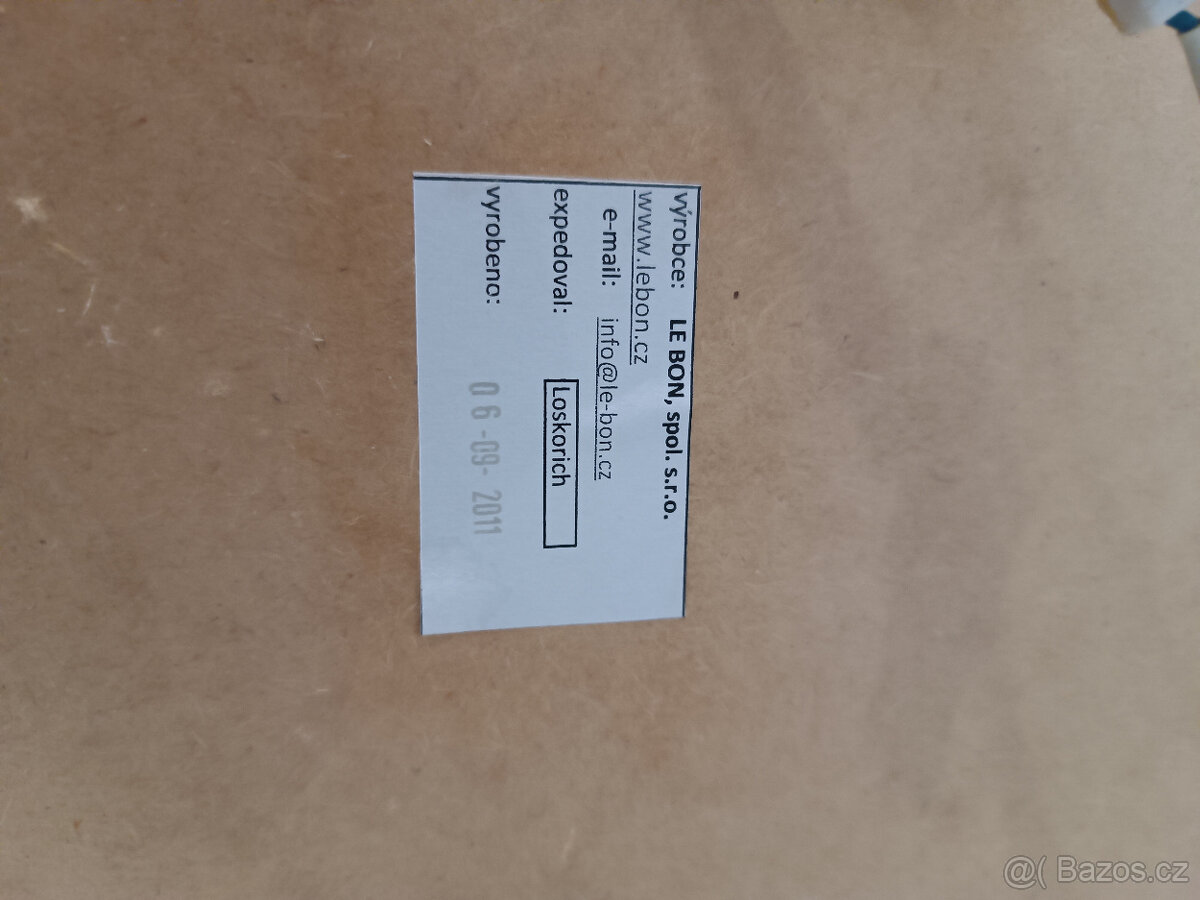 výrobce: LE BON, spol. s.r.o.
www.lebon.cz
e-mail: info@le-bon.cz
expedoval: Loskorich
vyrobeno: 06-09-2011
@( Bazos.cz